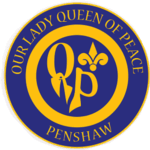 OUR LADY QUEEN OF PEACE
QP
PENSHAW